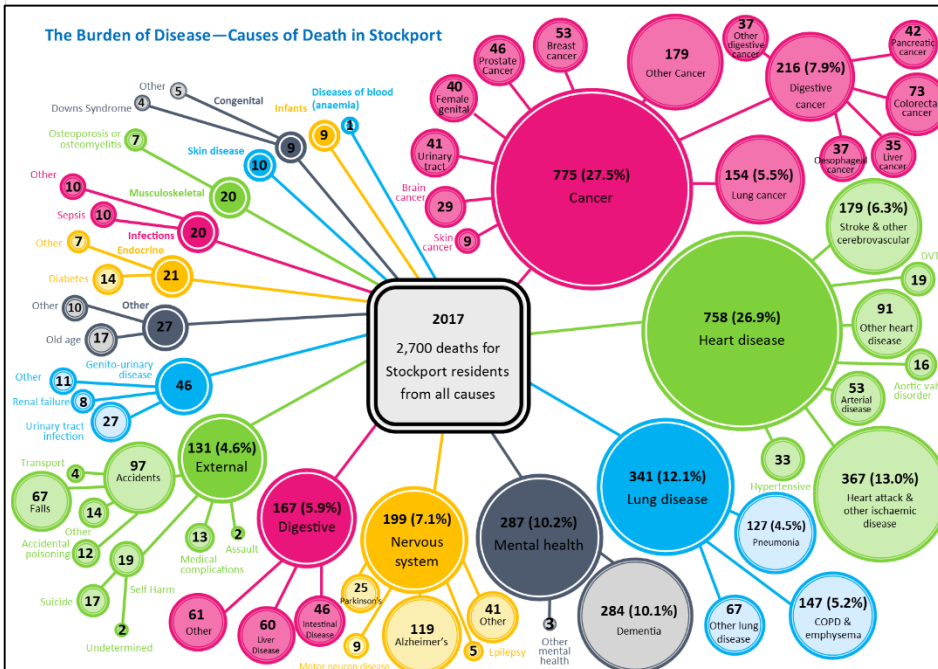 The Burden of Disease—Causes of Death in Stockport
2017
2,700 deaths for
Stockport residents
from all causes
775 (27.5%)
Cancer
9
Skin
cancer
29
Brain
cancer
41
Urinary
tract
40
Female
genital
46
Prostate
Cancer
53
Breast
cancer
179
Other Cancer
216 (7.9%)
Digestive
cancer
37
Other
digestive
cancer
42
Pancreatic
cancer
73
Colorecta
cancer
35
Liver
cancer
37
Oesophageal
cancer
154 (5.5%)
Lung cancer
758 (26.9%)
Heart disease
179 (6.3%)
Stroke & other
cerebrovascular
DVT
19
91
Other heart
disease
16
Aortic val
disorder
53
Arterial
disease
367 (13.0%)
Heart attack &
other ischaemic
disease
33
Hypertensive
341 (12.1%)
Lung disease
127 (4.5%)
Pneumonia
147 (5.2%)
COPD &
emphysema
67
Other lung
disease
287 (10.2%)
Mental health
284 (10.1%)
Dementia
3
Other
mental
health
199 (7.1%)
Nervous
system
41
Other
5
Epilepsy
119
Alzheimer's
9
Motor neuron disease
25
Parkinson's
167 (5.9%)
Digestive
46
Intestinal
Disease
60
Liver
Disease
61
Other
131 (4.6%)
External
2
Assault
13
Medical
complications
19
Self Harm
2
Undetermined
17
Suicide
97
Accidents
12
Accidental
poisoning
14
Other
67
Falls
4
Transport
46
Genito-urinary
disease
27
Urinary tract
infection
8
Renal failure
11
Other
27
Other
17
Old age
10
Other
21
Endocrine
14
Diabetes
7
Other
20
Infections
10
Sepsis
10
Other
20
Musculoskeletal
7
Osteoporosis or
osteomyelitis
10
Skin disease
9
Congenital
4
Downs Syndrome
5
Other
9
Infants
1
Diseases of blood
(anaemia)